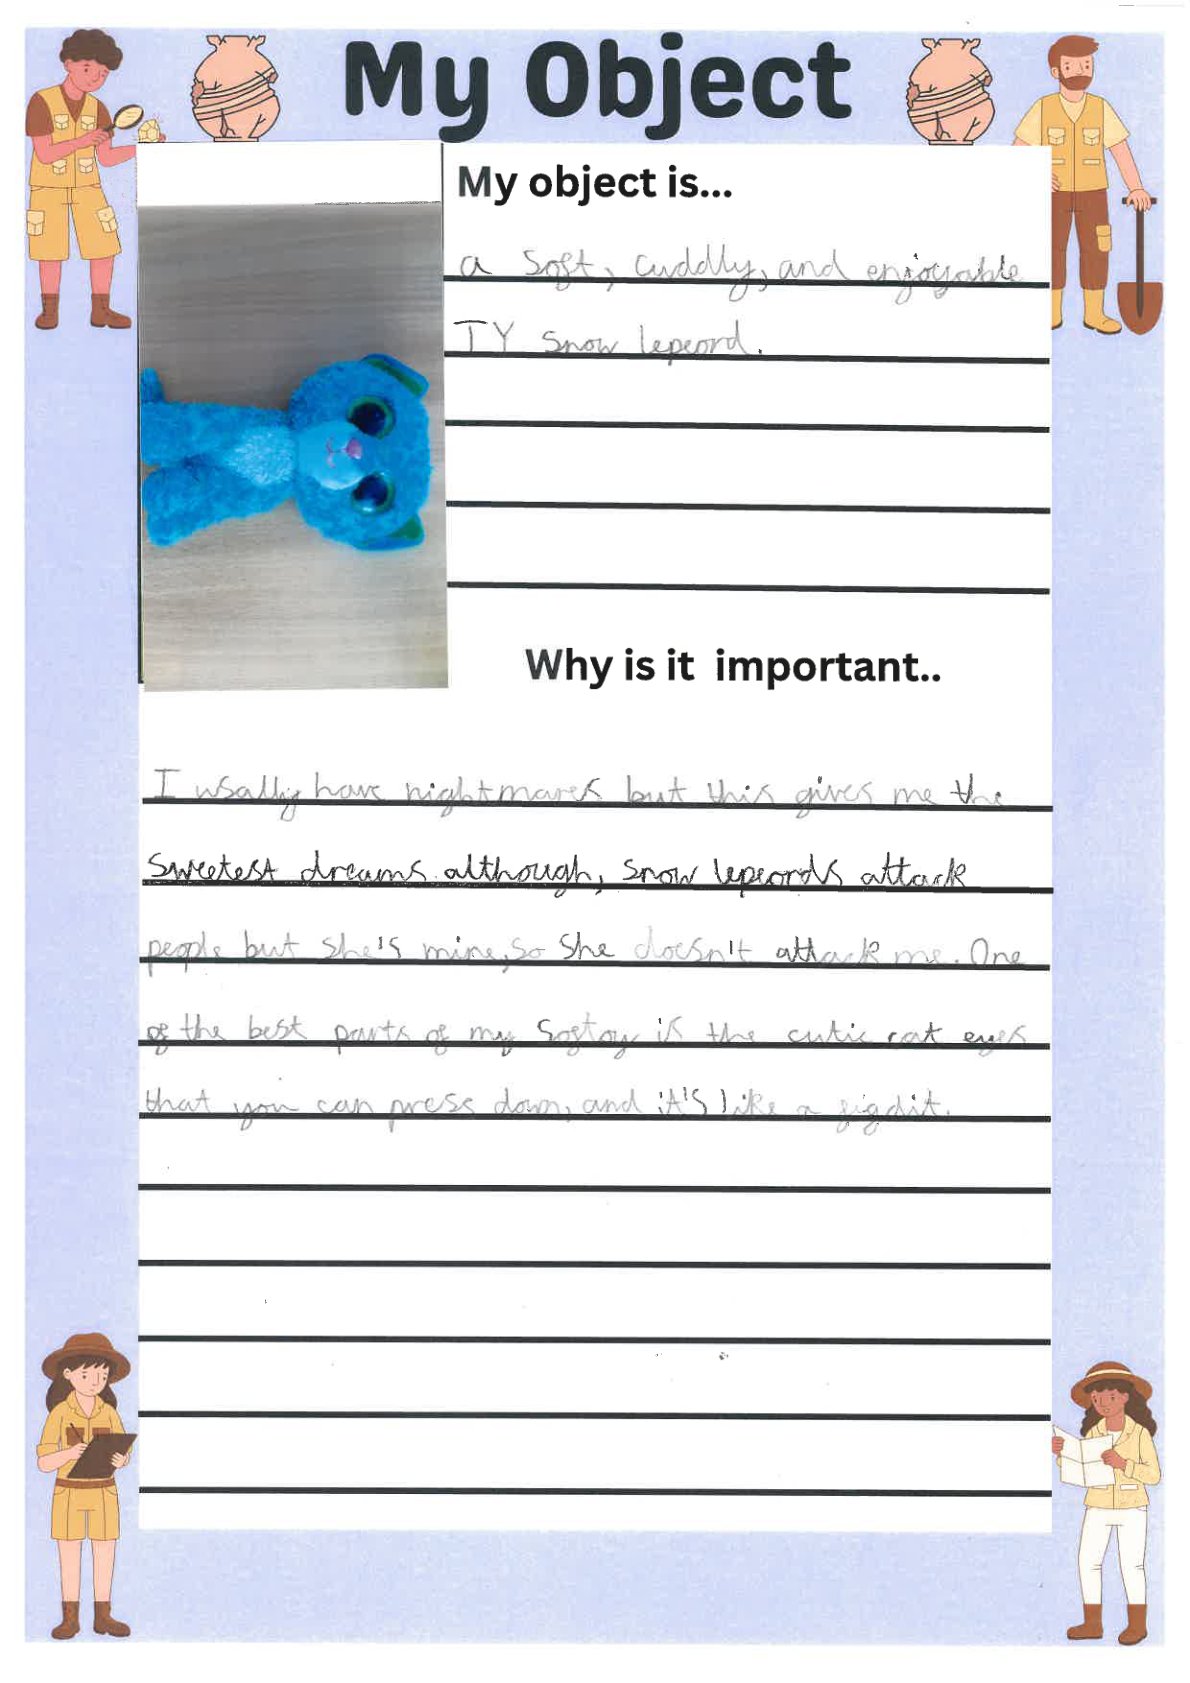 My Object
My object is...
a soft, cuddly, and enjoyable
TY snow lepeord.
Why is it important..
I wsally have nightmares but this gives me the
sweetest dreams. although, snow lepeords attack
people but she's mine, so she doesn't attack me. One
of the best parts of my softoy is the cutie cat eyes
that you can press down, and it's like a figdit.